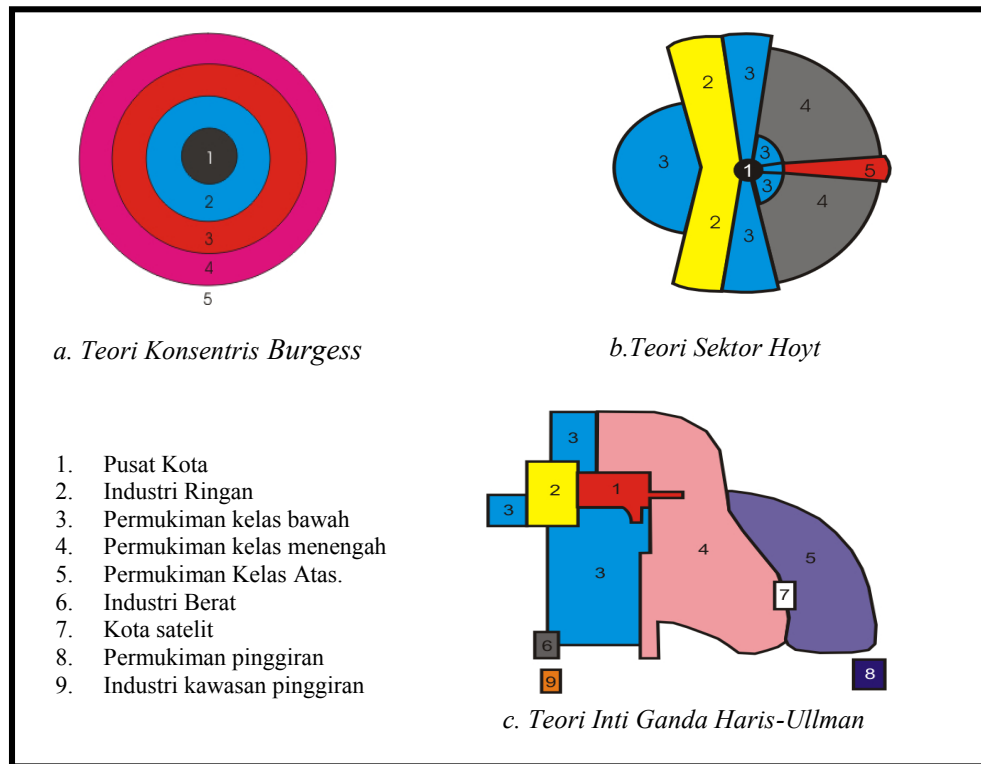 1
2
3
4
5
a. Teori Konsentris Burgess
2
3
4
3
3
1
3
5
4
2
3
b.Teori Sektor Hoyt
1. Pusat Kota
2. Industri Ringan
3. Permukiman kelas bawah
4. Permukiman kelas menengah
5. Permukiman Kelas Atas.
6. Industri Berat
7. Kota satelit
8. Permukiman pinggiran
9. Industri kawasan pinggiran
3
2
1
3
4
5
3
7
6
8
9
c. Teori Inti Ganda Haris-Ullman